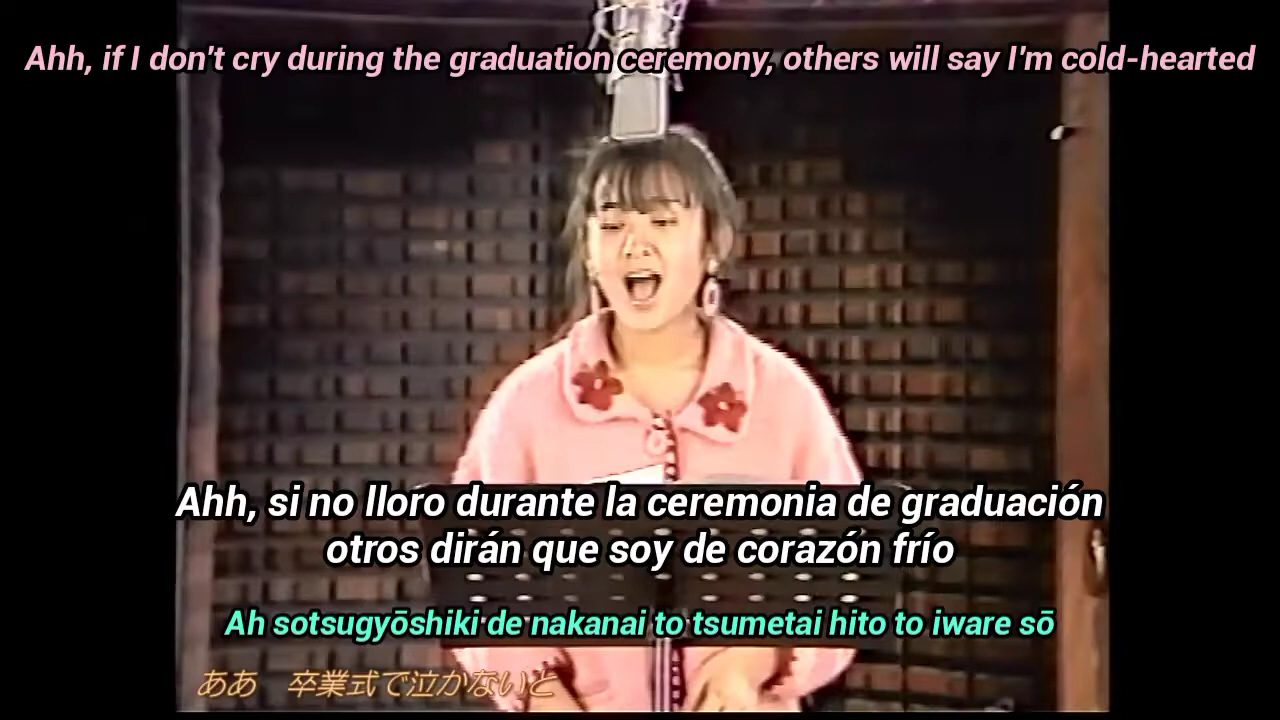 Ahh, if I don't cry during the graduation ceremony, others will say I'm cold-hearted
Ahh, si no lloro durante la ceremonia de graduación
otros dirán que soy de corazón frío
Ah sotsugyōshiki de nakanai to tsumetai hito to iware sō
ああ 卒業式で泣かないと